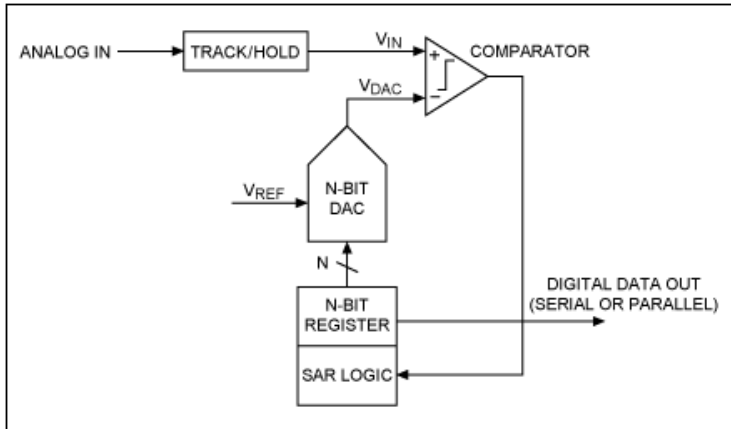 ANALOG IN
TRACK/HOLD
VIN
+
COMPARATOR
VDAC
−
N-BIT
DAC
VREF
N
N-BIT
REGISTER
DIGITAL DATA OUT
(SERIAL OR PARALLEL)
SAR LOGIC